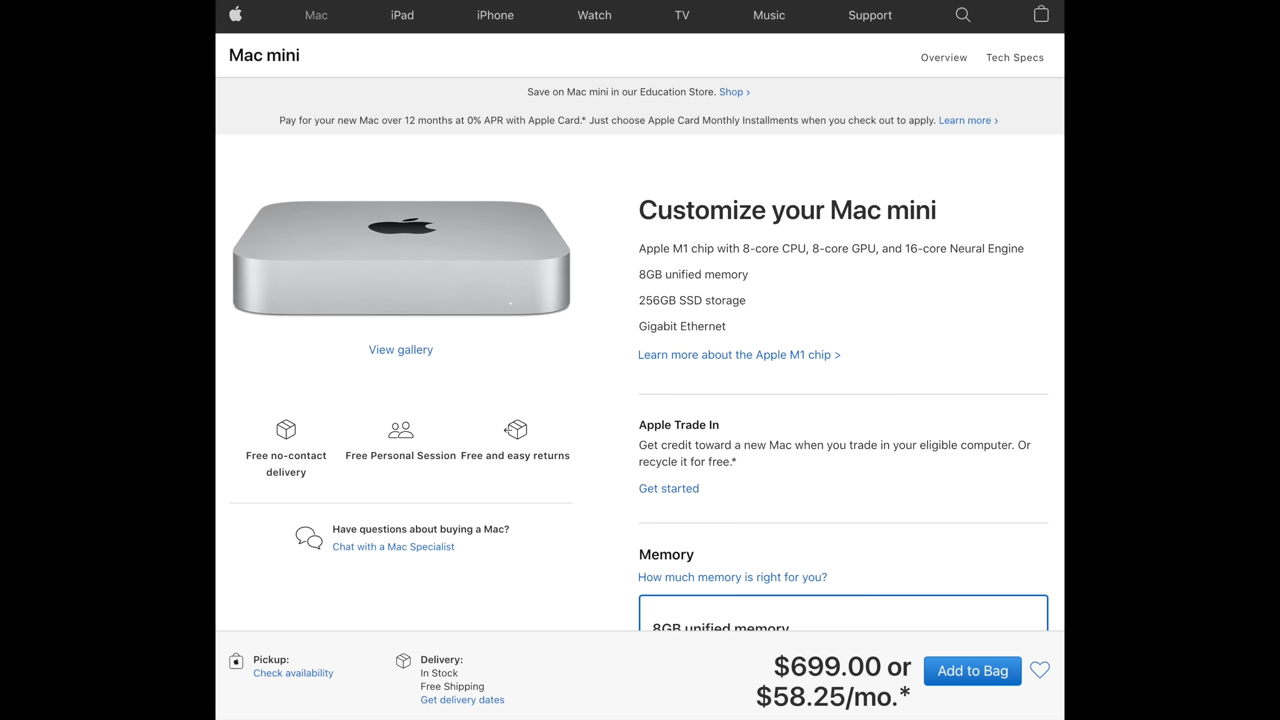 Mac iPad iPhone Watch TV Music Support
Mac mini
Overview Tech Specs
Save on Mac mini in our Education Store. Shop ›
Pay for your new Mac over 12 months at 0% APR with Apple Card.* Just choose Apple Card Monthly Installments when you check out to apply. Learn more ›
View gallery
Free no-contact
delivery
Free Personal Session
Free and easy returns
Have questions about buying a Mac?
Chat with a Mac Specialist
Customize your Mac mini
Apple M1 chip with 8-core CPU, 8-core GPU, and 16-core Neural Engine
8GB unified memory
256GB SSD storage
Gigabit Ethernet
Learn more about the Apple M1 chip >
Apple Trade In
Get credit toward a new Mac when you trade in your eligible computer. Or
recycle it for free.*
Get started
Memory
How much memory is right for you?
8GB unified memory
Pickup:
Check availability
Delivery:
In Stock
Free Shipping
Get delivery dates
$699.00 or
$58.25/mo.*
Add to Bag